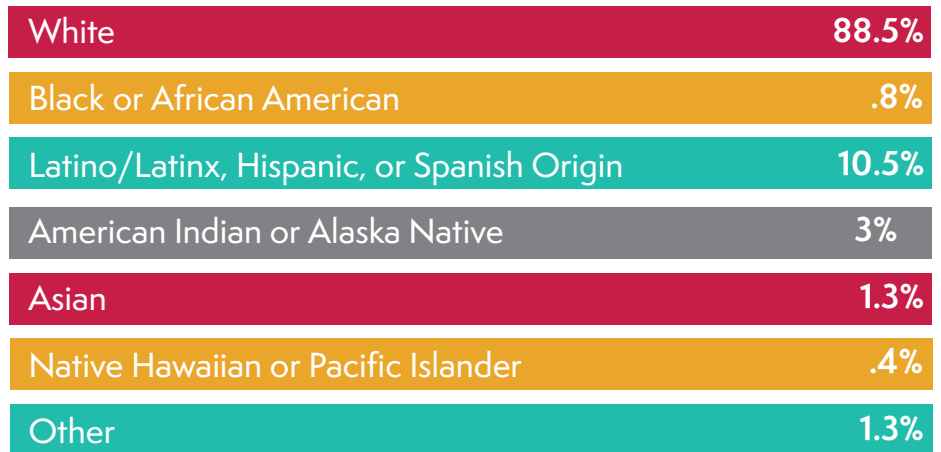 White 88.5%
Black or African American .8%
Latino/Latinx, Hispanic, or Spanish Origin 10.5%
American Indian or Alaska Native 3%
Asian 1.3%
Native Hawaiian or Pacific Islander .4%
Other 1.3%